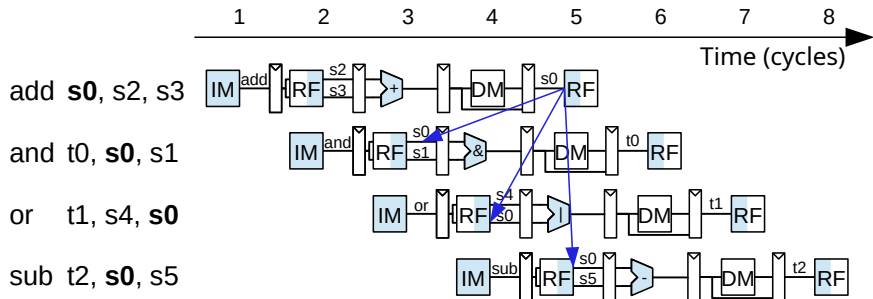 1 2 3 4 5 6 7 8
Time (cycles)
add s0, s2, s3 IM add RF s2 s3 + DM s0 RF
and t0, s0, s1 IM and RF s0 s1 & DM t0 RF
or t1, s4, s0 IM or RF s4 s0 | DM t1 RF
sub t2, s0, s5 IM sub RF s0 s5 - DM t2 RF